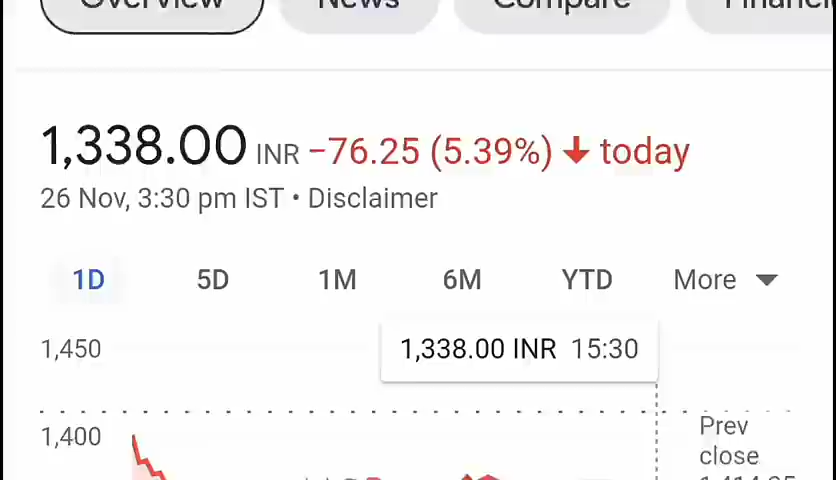 Overview News Compare Financi
1,338.00 INR −76.25 (5.39%) ↓ today
26 Nov, 3:30 pm IST • Disclaimer
1D 5D 1M 6M YTD More
1,450
1,338.00 INR 15:30
1,400
Prev
close